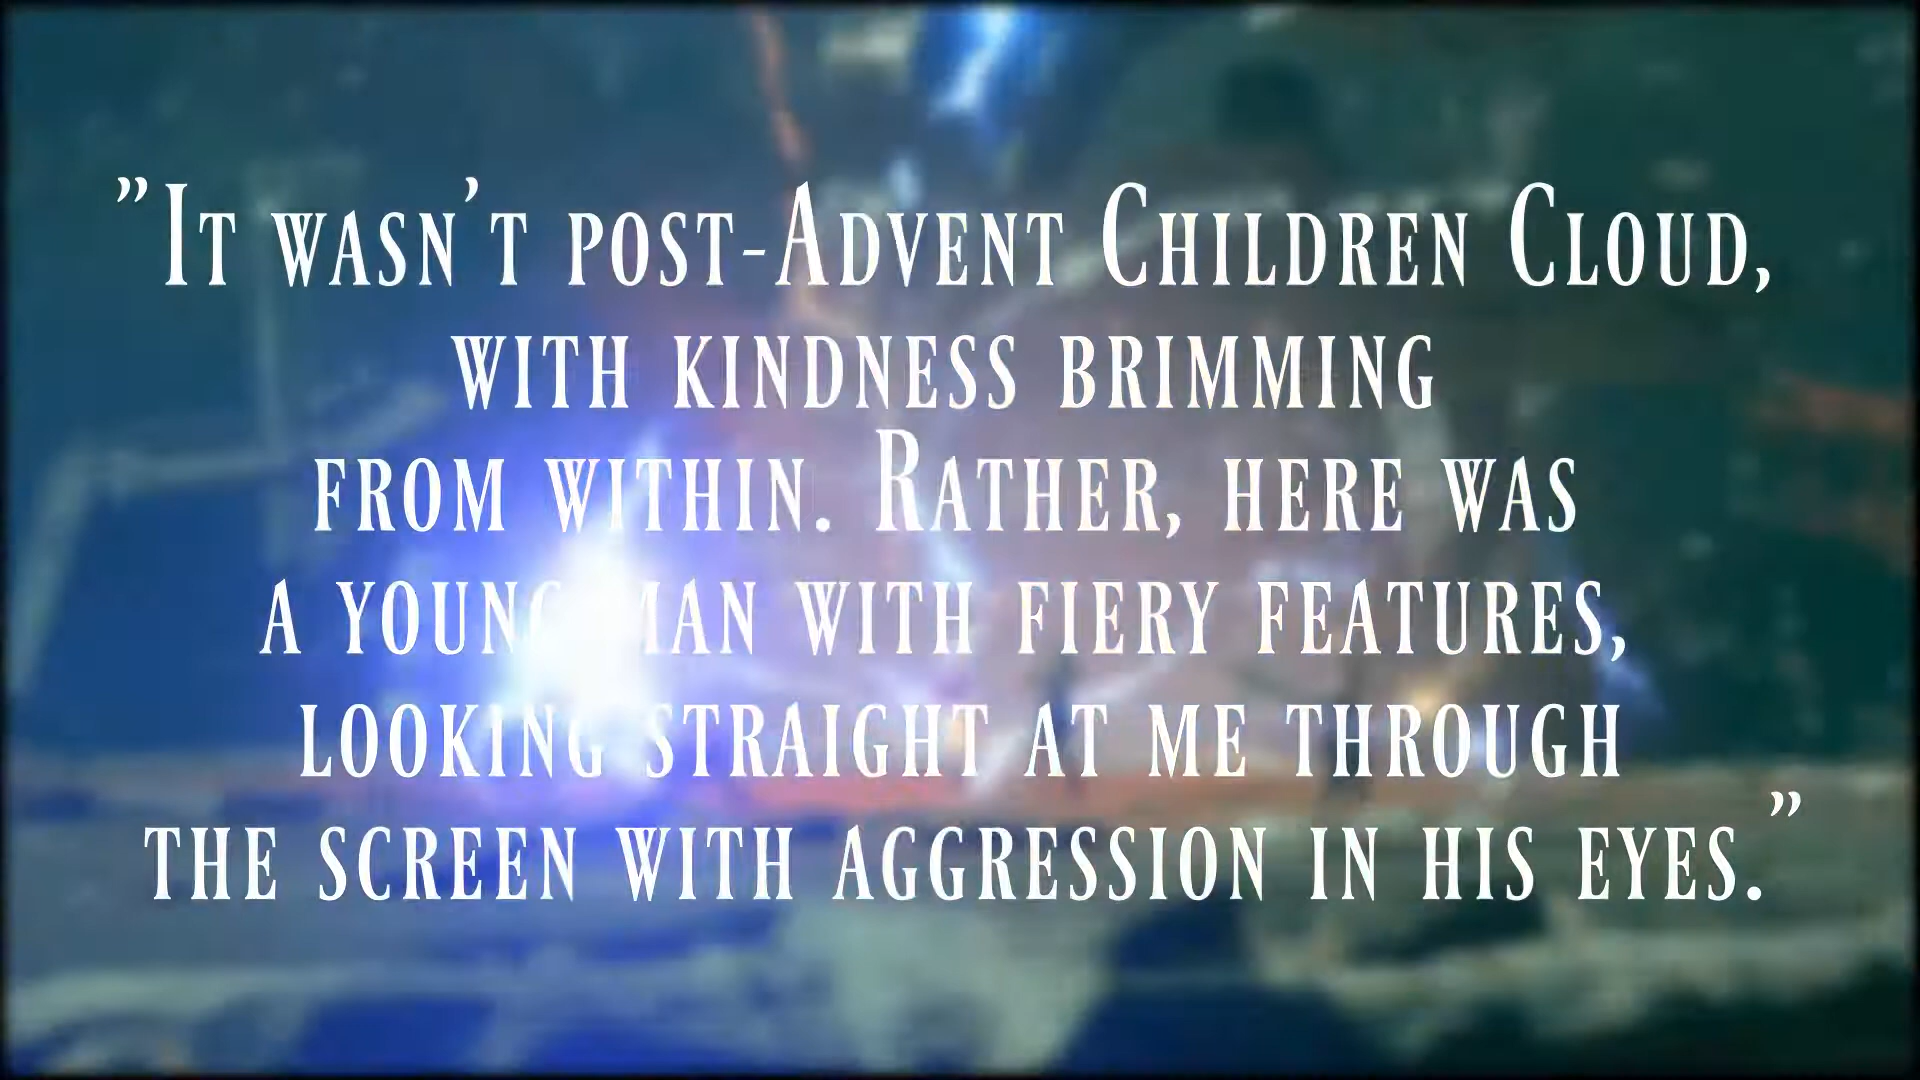 ”It wasn’t post-Advent Children Cloud,
with kindness brimming
from within. Rather, here was
a young man with fiery features,
looking straight at me through
the screen with aggression in his eyes.”